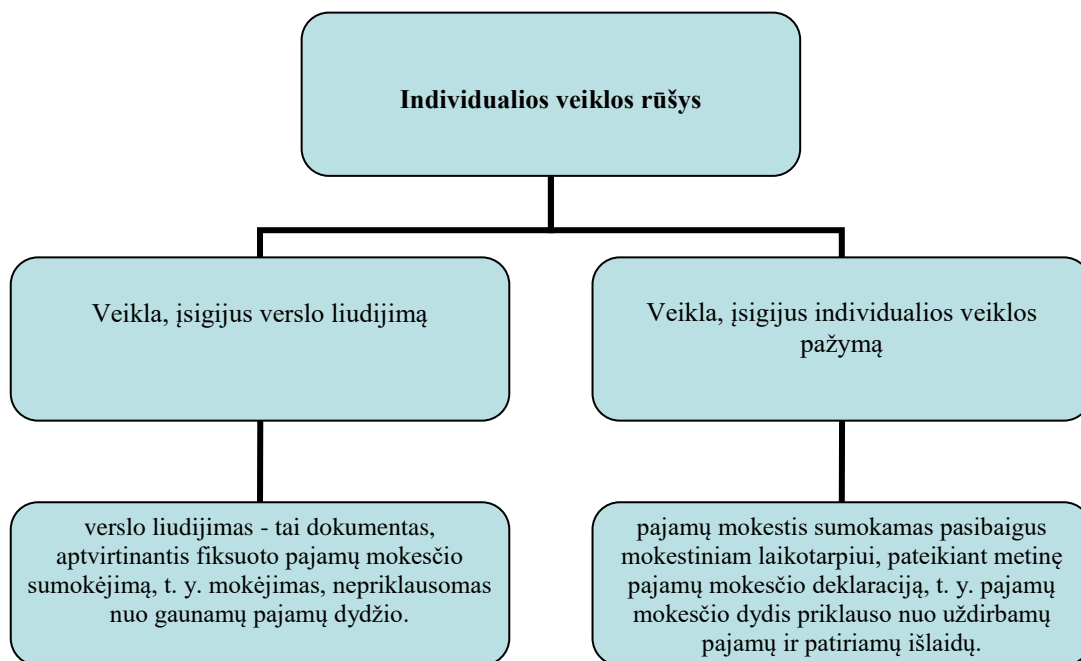 Individualios veiklos rūšys
Veikla, įsigijus verslo liudijimą
Veikla, įsigijus individualios veiklos
pažymą
verslo liudijimas - tai dokumentas,
aptvirtinantis fiksuoto pajamų mokesčio
sumokėjimą, t. y. mokėjimas, nepriklausomas
nuo gaunamų pajamų dydžio.
pajamų mokestis sumokamas pasibaigus
mokestiniam laikotarpiui, pateikiant metinę
pajamų mokesčio deklaraciją, t. y. pajamų
mokesčio dydis priklauso nuo uždirbamų
pajamų ir patiriamų išlaidų.